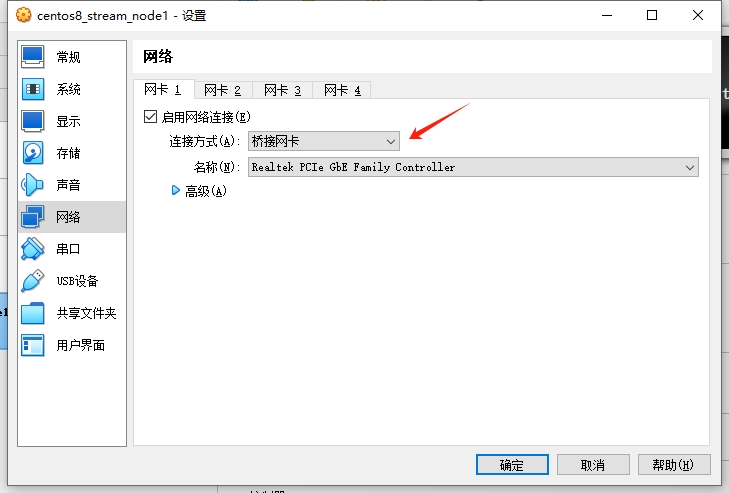 centos8_stream_node1 - 设置
常规
系统
显示
存储
声音
网络
串口
USB设备
共享文件夹
用户界面
网络
网卡 1 网卡 2 网卡 3 网卡 4
启用网络连接(E)
连接方式(A): 桥接网卡
名称(N): Realtek PCIe GbE Family Controller
高级(A)
确定 取消 帮助(H)